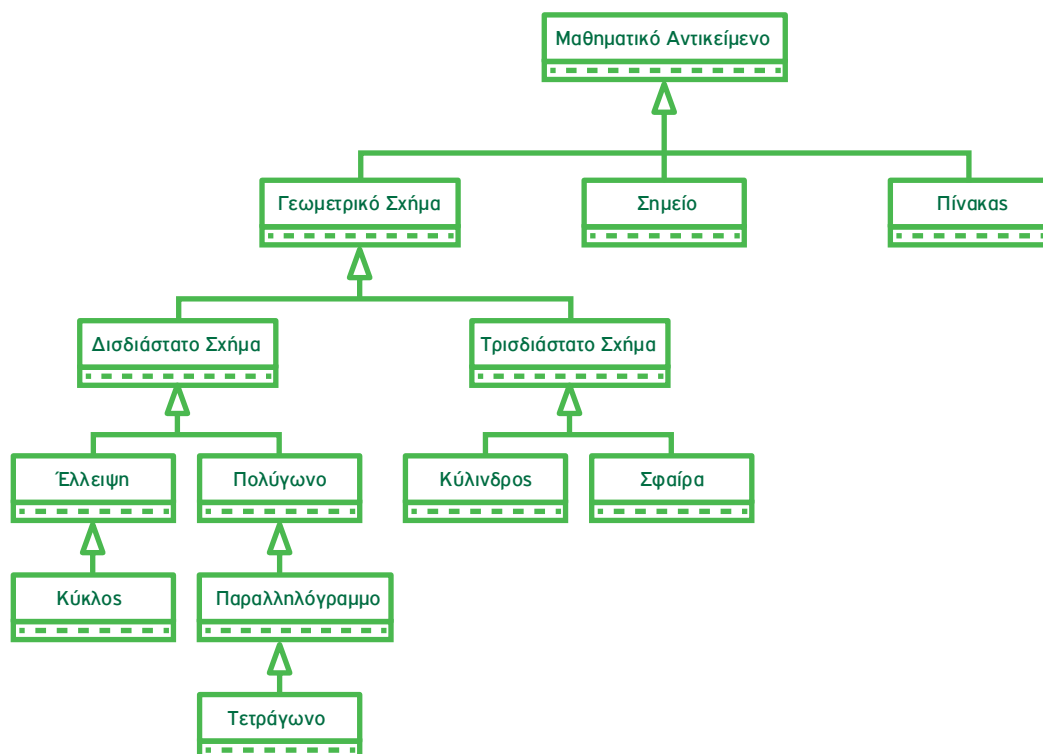 Μαθηματικό Αντικείμενο
Γεωμετρικό Σχήμα
Σημείο
Πίνακας
Δισδιάστατο Σχήμα
Τρισδιάστατο Σχήμα
Έλλειψη
Πολύγωνο
Κύλινδρος
Σφαίρα
Κύκλος
Παραλληλόγραμμο
Τετράγωνο